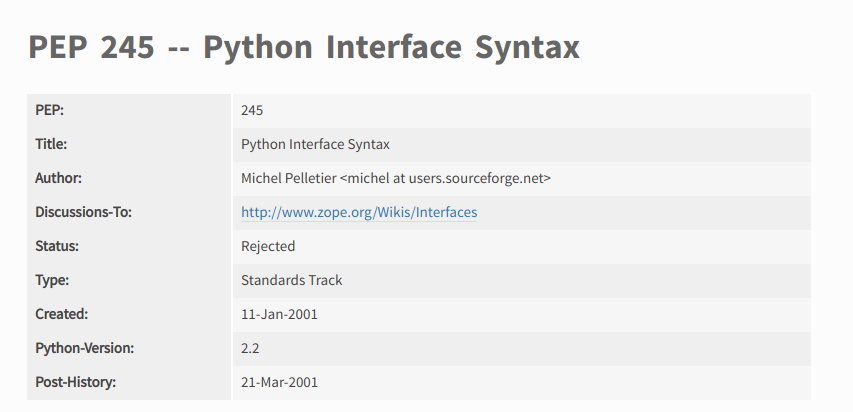 PEP 245 -- Python Interface Syntax
PEP: 245
Title: Python Interface Syntax
Author: Michel Pelletier <michel at users.sourceforge.net>
Discussions-To: http://www.zope.org/Wikis/Interfaces
Status: Rejected
Type: Standards Track
Created: 11-Jan-2001
Python-Version: 2.2
Post-History: 21-Mar-2001